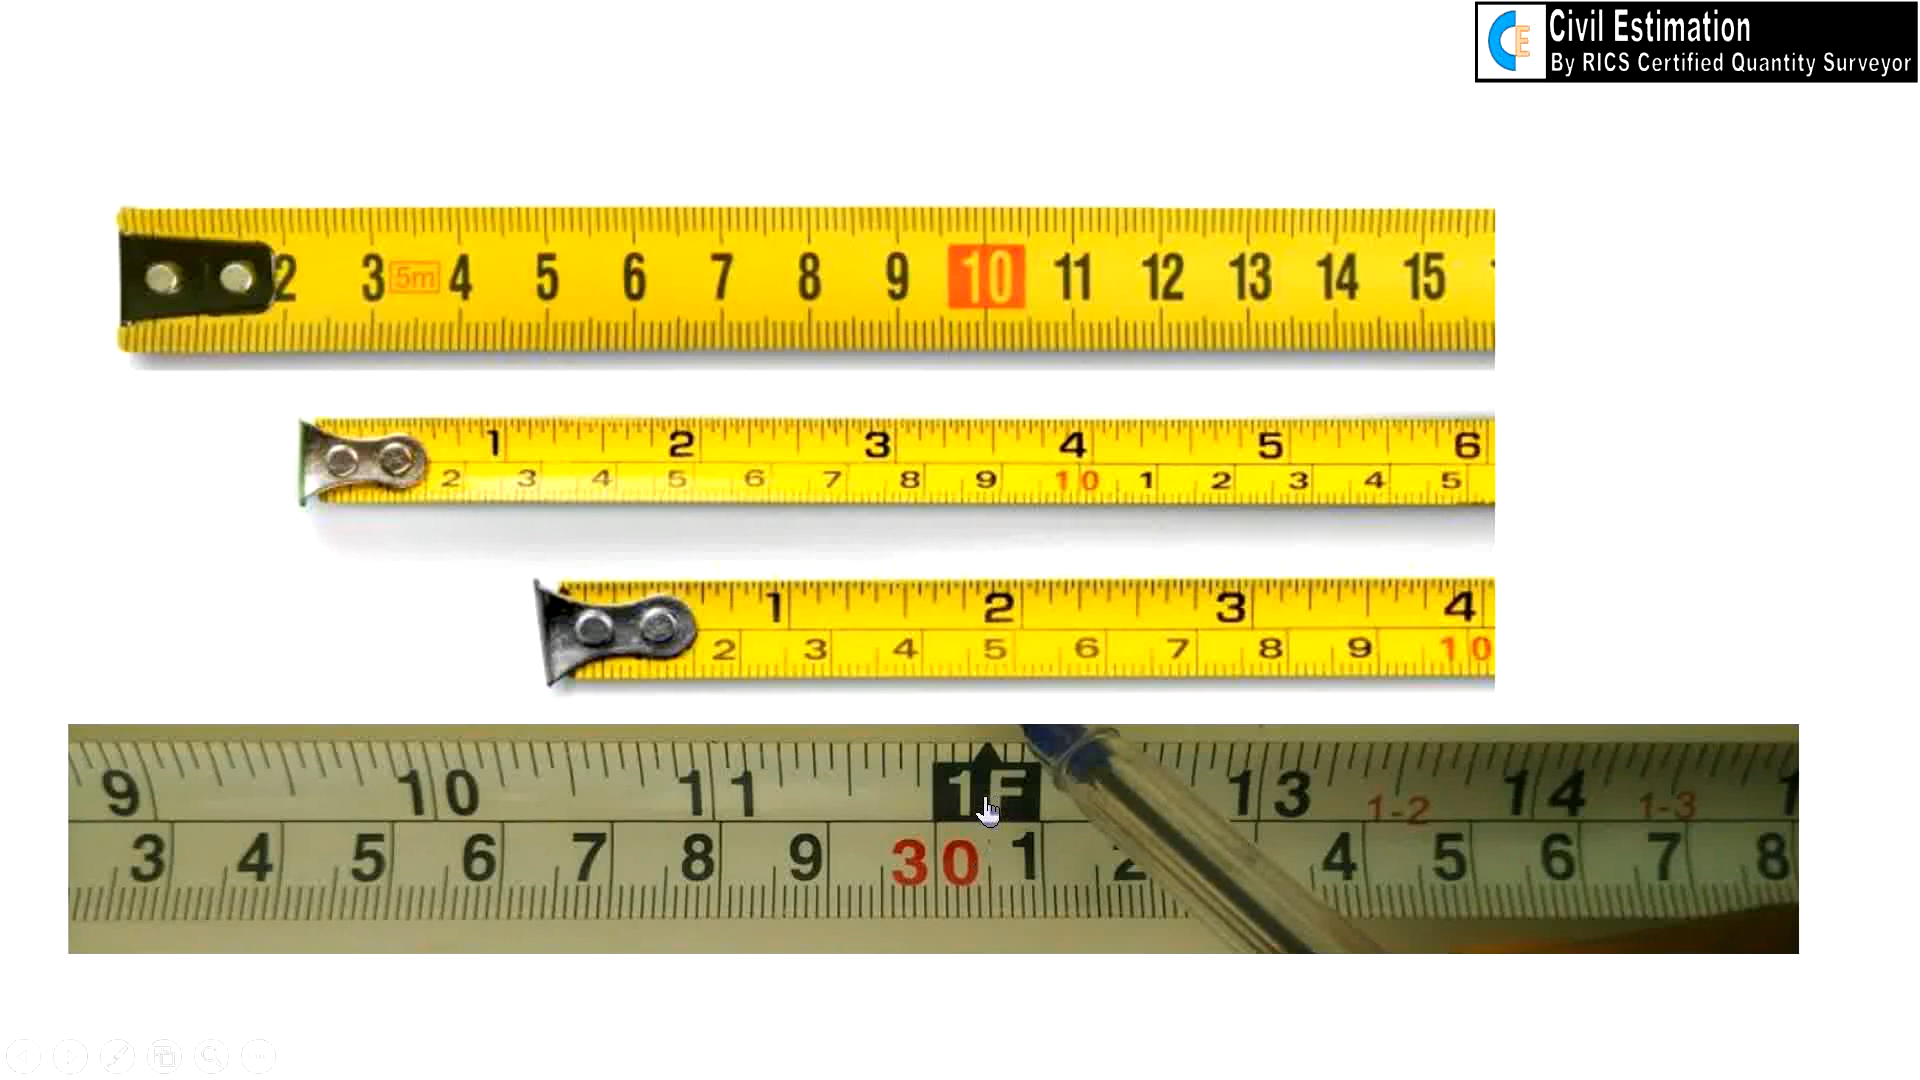 Civil Estimation
By RICS Certified Quantity Surveyor
2 3 5m 4 5 6 7 8 9 10 11 12 13 14 15
1 2 3 4 5 6
2 3 4 5 6 7 8 9 10 1 2 3 4 5
1 2 3 4
2 3 4 5 6 7 8 9 10
9 10 11 1F 13 1-2 14 1-3
3 4 5 6 7 8 9 30 1 2 4 5 6 7 8